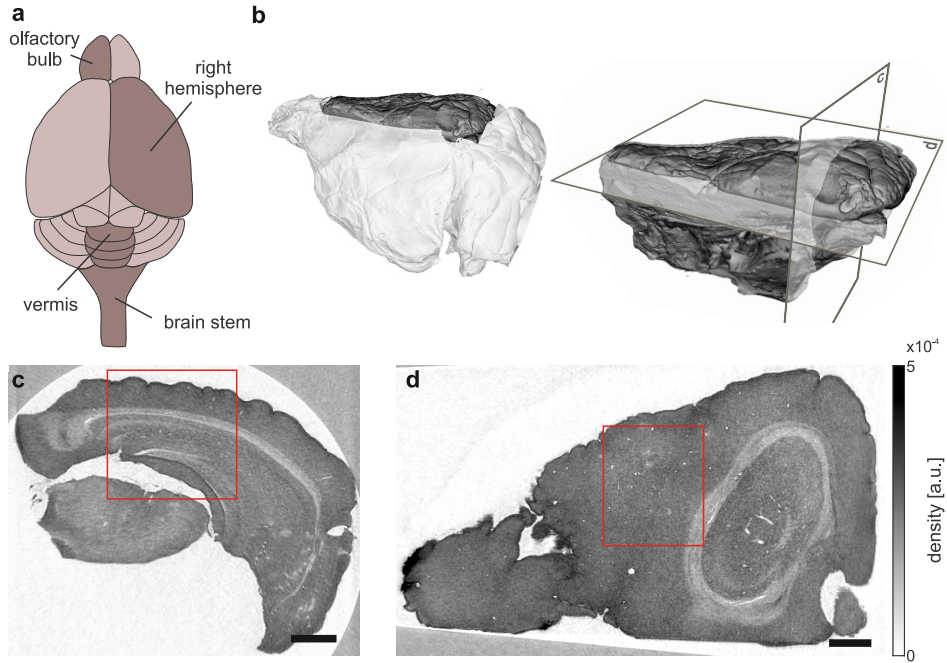 a
olfactory
bulb
right
hemisphere
vermis
brain stem
b
c
d
c
d
x10⁻⁴
5
density [a.u.]
0